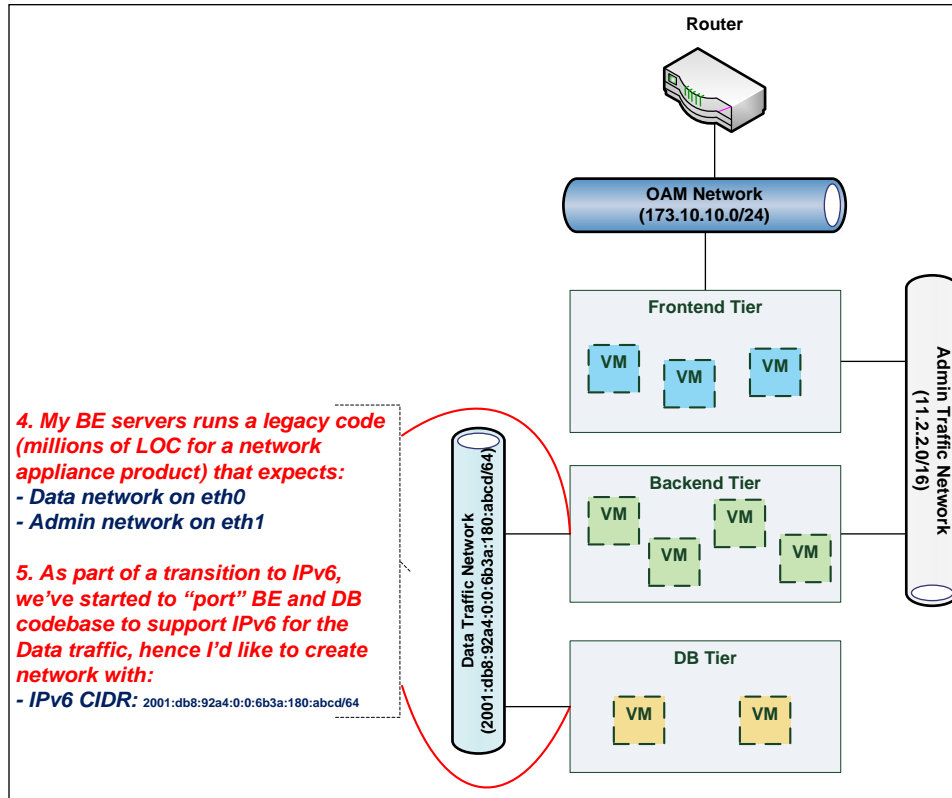 Router
OAM Network
(173.10.10.0/24)
Frontend Tier
VM
VM
VM
Admin Traffic Network
(11.2.2.0/16)
4. My BE servers runs a legacy code
(millions of LOC for a network
appliance product) that expects:
- Data network on eth0
- Admin network on eth1
5. As part of a transition to IPv6,
we've started to “port” BE and DB
codebase to support IPv6 for the
Data traffic, hence I'd like to create
network with:
- IPv6 CIDR: 2001:db8:92a4:0:0:6b3a:180:abcd/64
Data Traffic Network
(2001:db8:92a4:0:0:6b3a:180:abcd/64)
Backend Tier
VM
VM
VM
VM
DB Tier
VM
VM